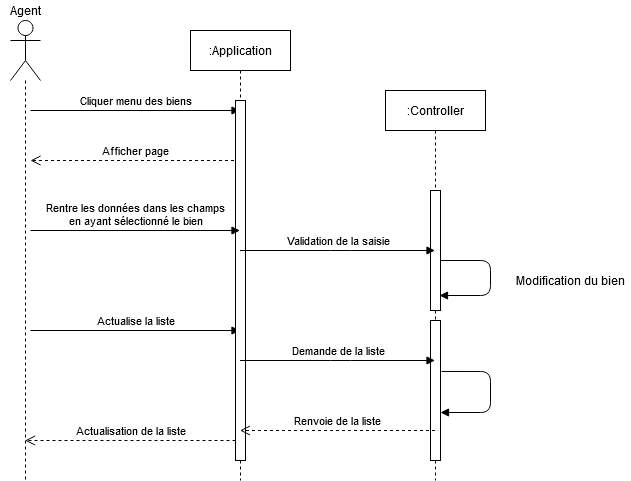 Agent
:Application
Cliquer menu des biens
:Controller
Afficher page
Rentre les données dans les champs
en ayant sélectionné le bien
Validation de la saisie
Modification du bien
Actualise la liste
Demande de la liste
Renvoie de la liste
Actualisation de la liste